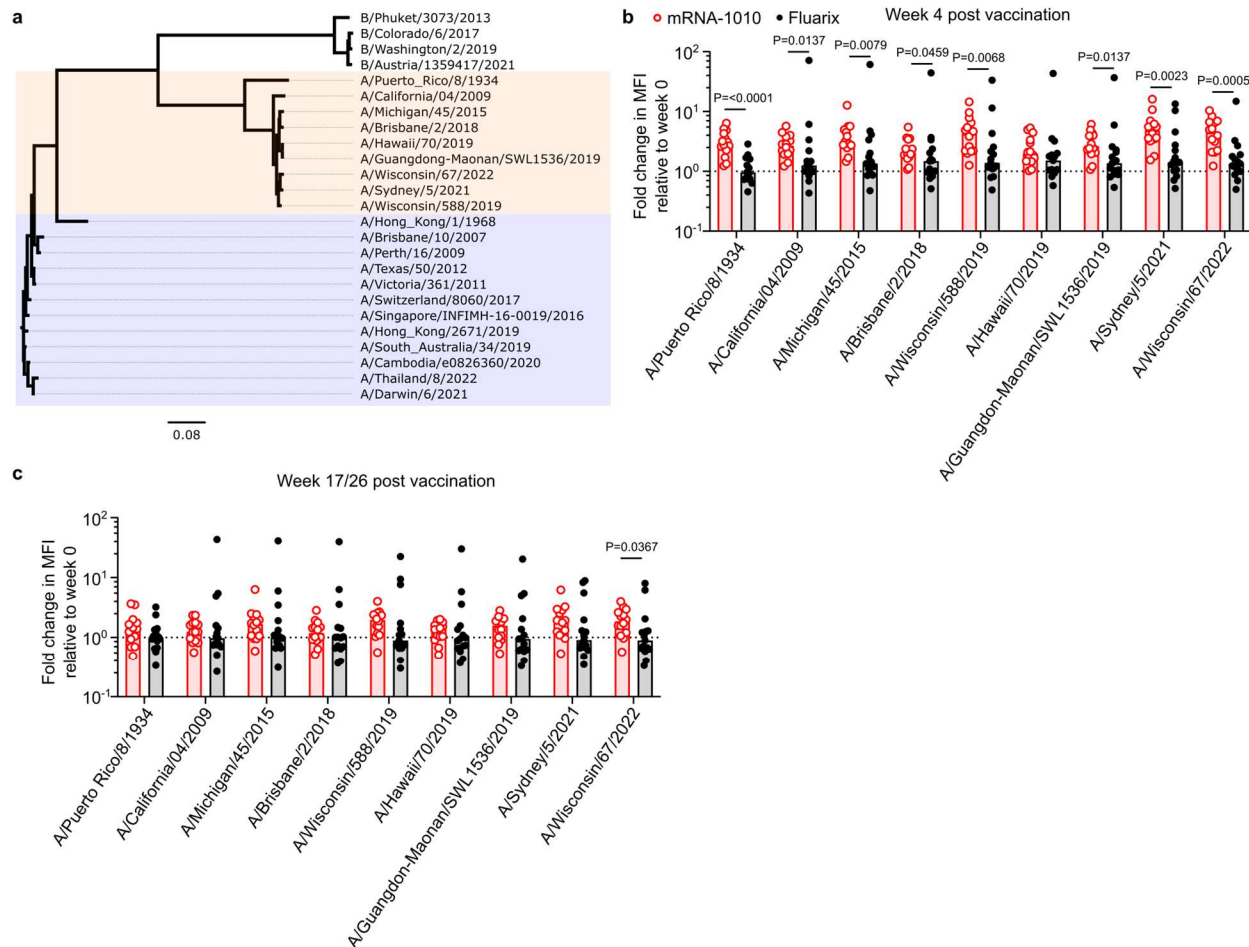 a
B/Phuket/3073/2013
B/Colorado/6/2017
B/Washington/2/2019
B/Austria/1359417/2021
A/Puerto_Rico/8/1934
A/California/04/2009
A/Michigan/45/2015
A/Brisbane/2/2018
A/Hawaii/70/2019
A/Guangdong-Maonan/SWL1536/2019
A/Wisconsin/67/2022
A/Sydney/5/2021
A/Wisconsin/588/2019
A/Hong_Kong/1/1968
A/Brisbane/10/2007
A/Perth/16/2009
A/Texas/50/2012
A/Victoria/361/2011
A/Switzerland/8060/2017
A/Singapore/INFIMH-16-0019/2016
A/Hong_Kong/2671/2019
A/South_Australia/34/2019
A/Cambodia/e0826360/2020
A/Thailand/8/2022
A/Darwin/6/2021
0.08
b
mRNA-1010 Fluarix
Week 4 post vaccination
Fold change in MFI
relative to week 0
10²
10¹
10⁰
10⁻¹
P=<0.0001
P=0.0137
P=0.0079
P=0.0459
P=0.0068
P=0.0137
P=0.0023
P=0.0005
A/Puerto Rico/8/1934
A/California/04/2009
A/Michigan/45/2015
A/Brisbane/2/2018
A/Wisconsin/588/2019
A/Hawaii/70/2019
A/Guangdon-Maonan/SWL1536/2019
A/Sydney/5/2021
A/Wisconsin/67/2022
c
Week 17/26 post vaccination
Fold change in MFI
relative to week 0
10²
10¹
10⁰
10⁻¹
P=0.0367
A/Puerto Rico/8/1934
A/California/04/2009
A/Michigan/45/2015
A/Brisbane/2/2018
A/Wisconsin/588/2019
A/Hawaii/70/2019
A/Guangdon-Maonan/SWL1536/2019
A/Sydney/5/2021
A/Wisconsin/67/2022